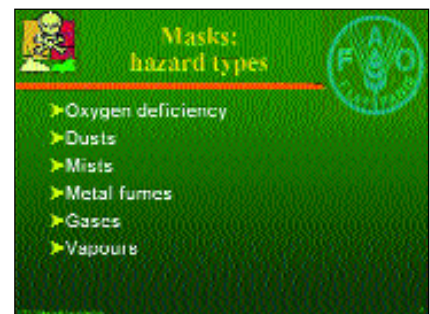 Masks:
hazard types
F A O
Oxygen deficiency
Dusts
Mists
Metal fumes
Gases
Vapours